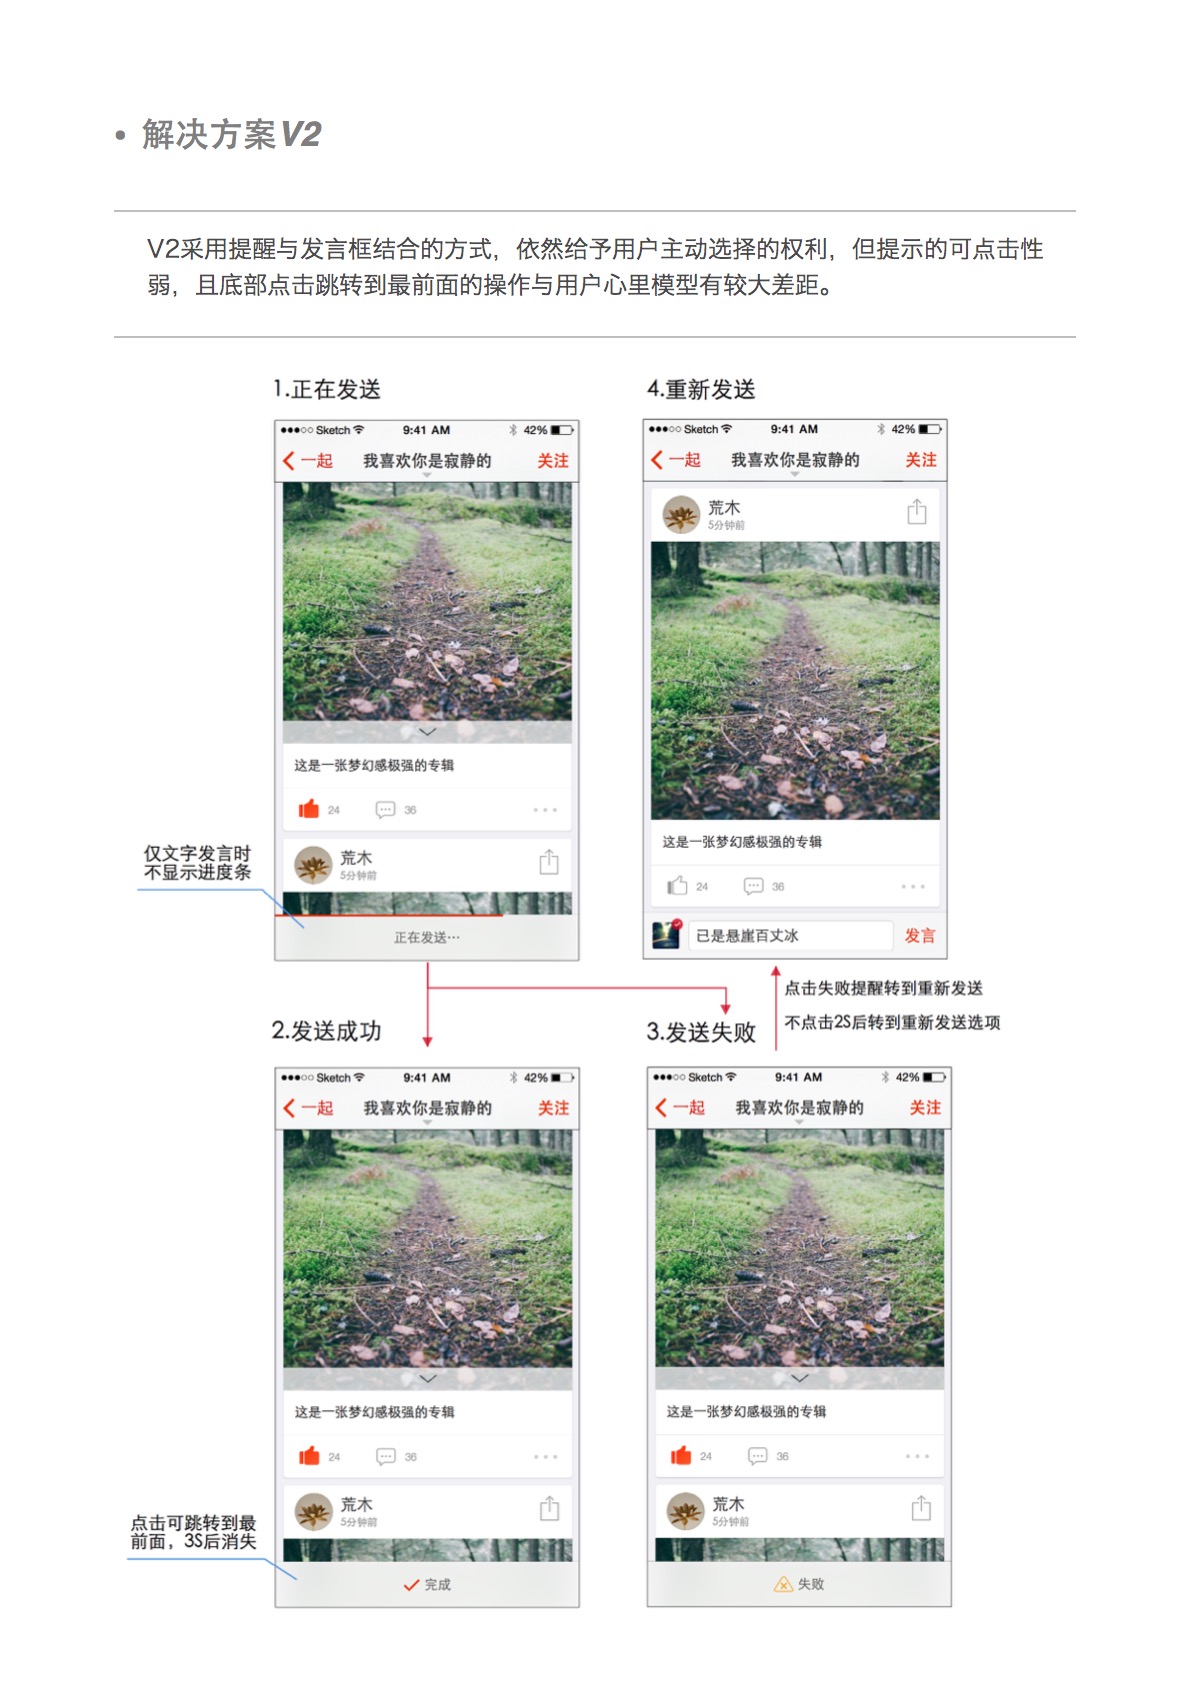 • 解决方案V2
V2采用提醒与发言框结合的方式，依然给予用户主动选择的权利，但提示的可点击性
弱，且底部点击跳转到最前面的操作与用户心里模型有较大差距。
1.正在发送
Sketch 9:41 AM 42%
一起 我喜欢你是寂静的 关注
这是一张梦幻感极强的专辑
24 36
荒木
5分钟前
正在发送…
仅文字发言时
不显示进度条
4.重新发送
Sketch 9:41 AM 42%
一起 我喜欢你是寂静的 关注
荒木
5分钟前
这是一张梦幻感极强的专辑
24 36
已是悬崖百丈冰 发言
点击失败提醒转到重新发送
不点击2S后转到重新发送选项
2.发送成功
Sketch 9:41 AM 42%
一起 我喜欢你是寂静的 关注
这是一张梦幻感极强的专辑
24 36
荒木
5分钟前
完成
点击可跳转到最
前面，3S后消失
3.发送失败
Sketch 9:41 AM 42%
一起 我喜欢你是寂静的 关注
这是一张梦幻感极强的专辑
24 36
荒木
5分钟前
失败